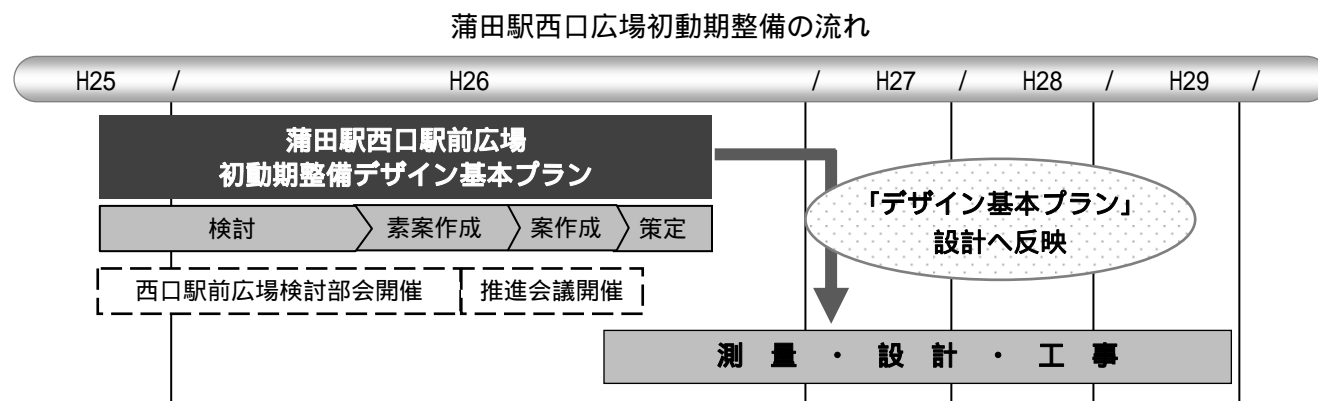 蒲田駅西口広場初動期整備の流れ
H25 / H26 / H27 / H28 / H29 /
蒲田駅西口駅前広場
初動期整備デザイン基本プラン
検討 素案作成 案作成 策定
西口駅前広場検討部会開催 推進会議開催
「デザイン基本プラン」
設計へ反映
測量・設計・工事